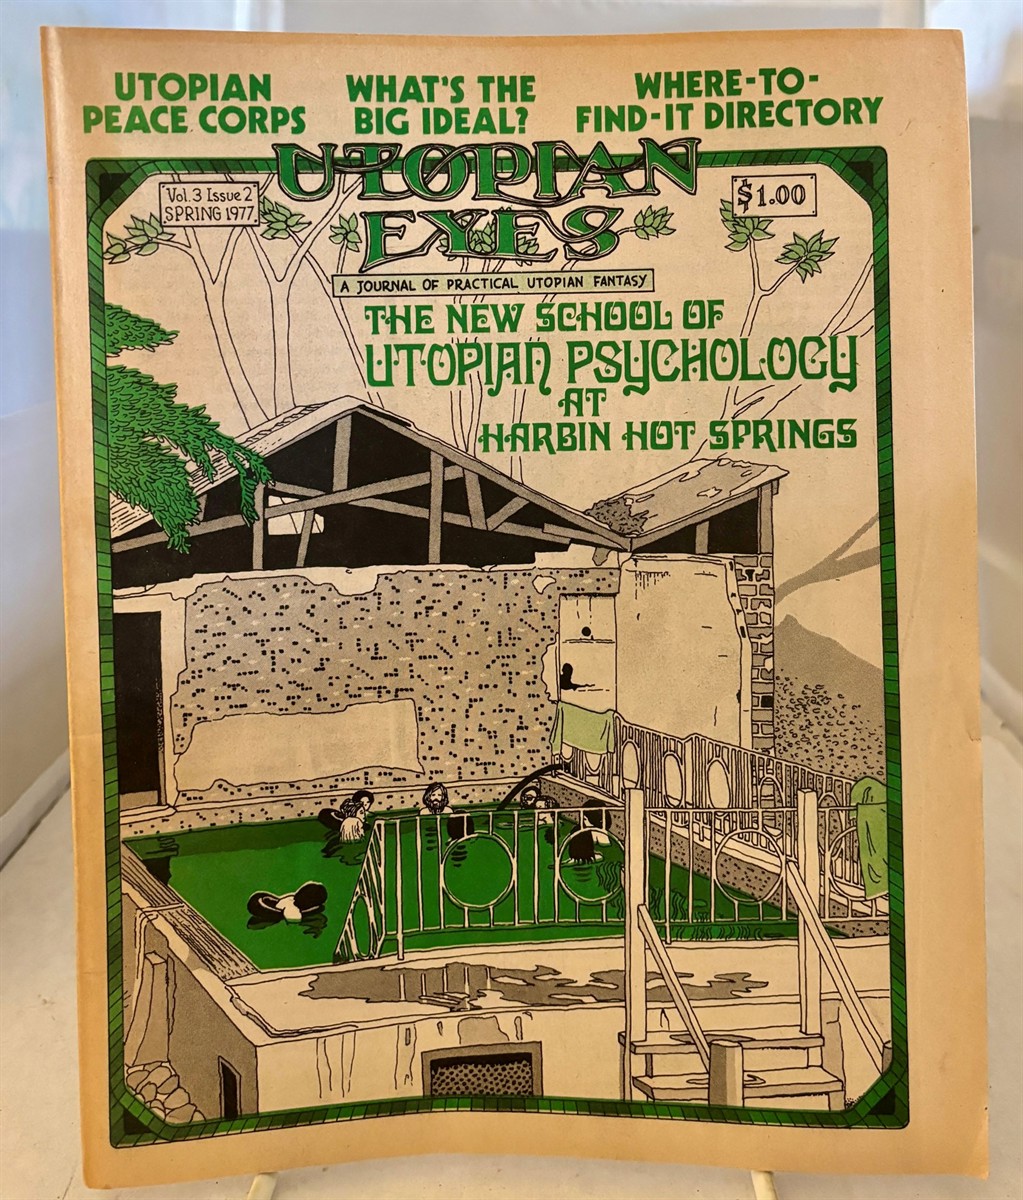 UTOPIAN
PEACE CORPS
WHAT'S THE
BIG IDEAL?
WHERE-TO-
FIND-IT DIRECTORY
UTOPIAN
EYES
Vol. 3 Issue 2
SPRING 1977
$1.00
A JOURNAL OF PRACTICAL UTOPIAN FANTASY
THE NEW SCHOOL OF
UTOPIAN PSYCHOLOGY
AT
HARBIN HOT SPRINGS